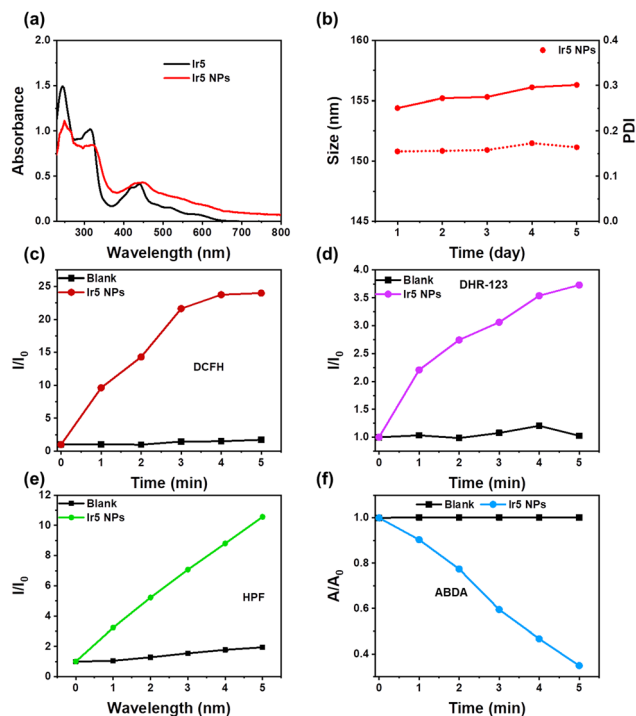 (a)
Ir5
Ir5 NPs
Absorbance
2.0
1.5
1.0
0.5
0.0
300 400 500 600 700 800
Wavelength (nm)
(b)
Ir5 NPs
Size (nm)
160
155
150
145
PDI
0.4
0.3
0.2
0.1
0.0
1 2 3 4 5
Time (day)
(c)
Blank
Ir5 NPs
DCFH
I/I0
25
20
15
10
5
0
0 1 2 3 4 5
Time (min)
(d)
Blank
Ir5 NPs
DHR-123
I/I0
4.0
3.5
3.0
2.5
2.0
1.5
1.0
0 1 2 3 4 5
Time (min)
(e)
Blank
Ir5 NPs
HPF
I/I0
12
10
8
6
4
2
0
0 1 2 3 4 5
Wavelength (nm)
(f)
Blank Ir5 NPs
ABDA
A/A0
1.0
0.8
0.6
0.4
0 1 2 3 4 5
Time (min)